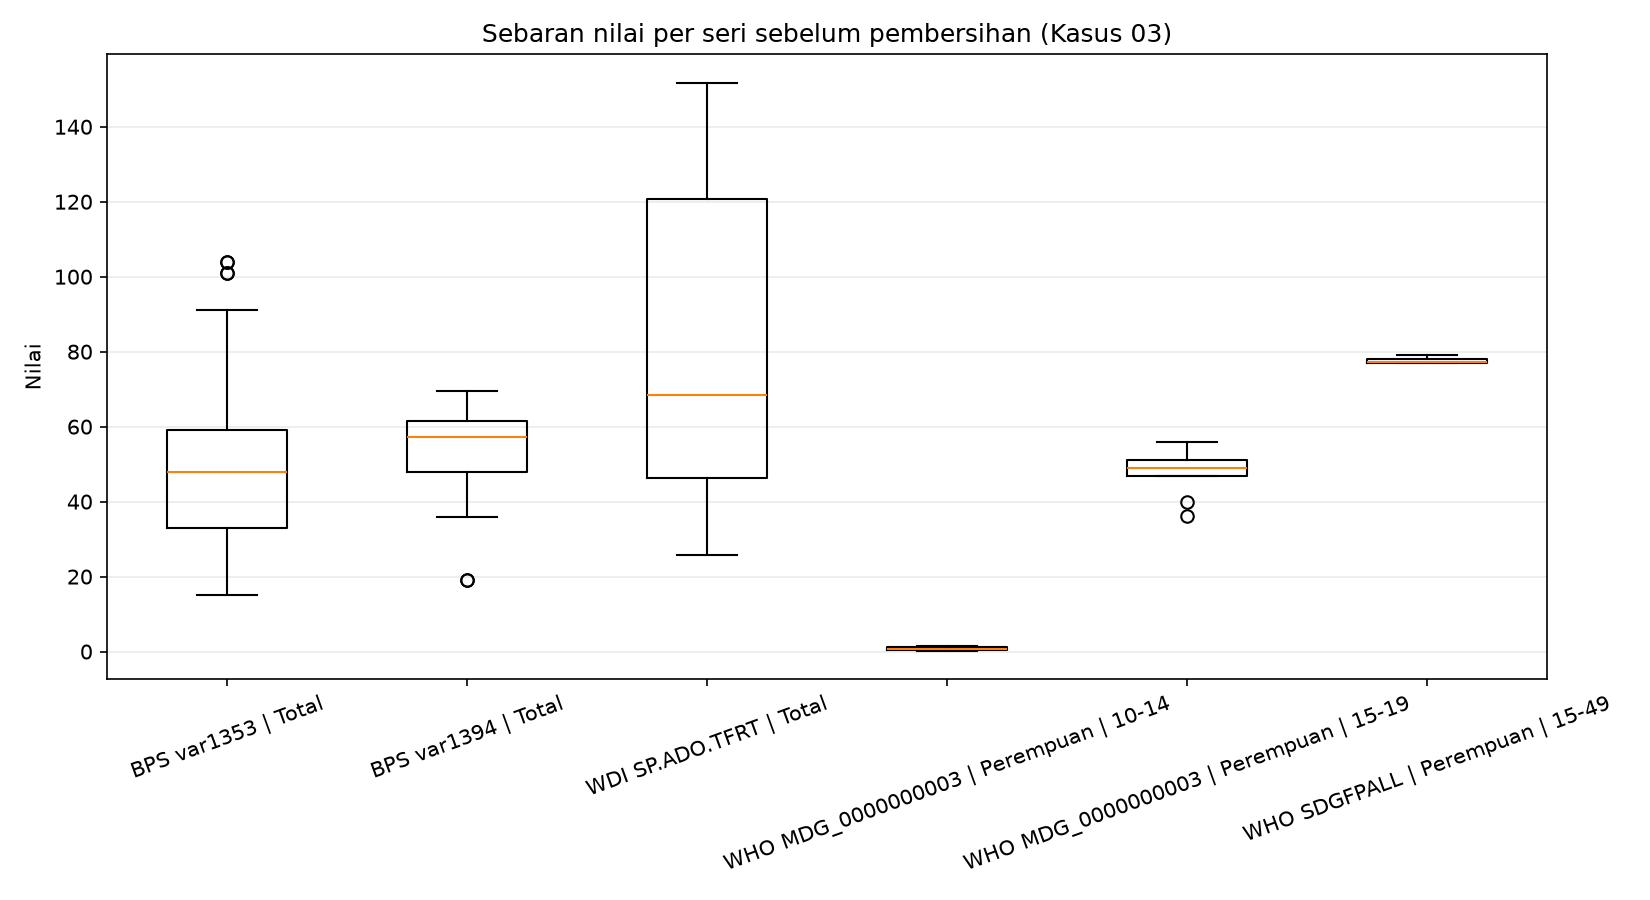 Sebaran nilai per seri sebelum pembersihan (Kasus 03)
Nilai
140
120
100
80
60
40
20
0
BPS var1353 | Total
BPS var1394 | Total
WDI SP.ADO.TFRT | Total
WHO MDG_0000000003 | Perempuan | 10-14
WHO MDG_0000000003 | Perempuan | 15-19
WHO SDGFPALL | Perempuan | 15-49